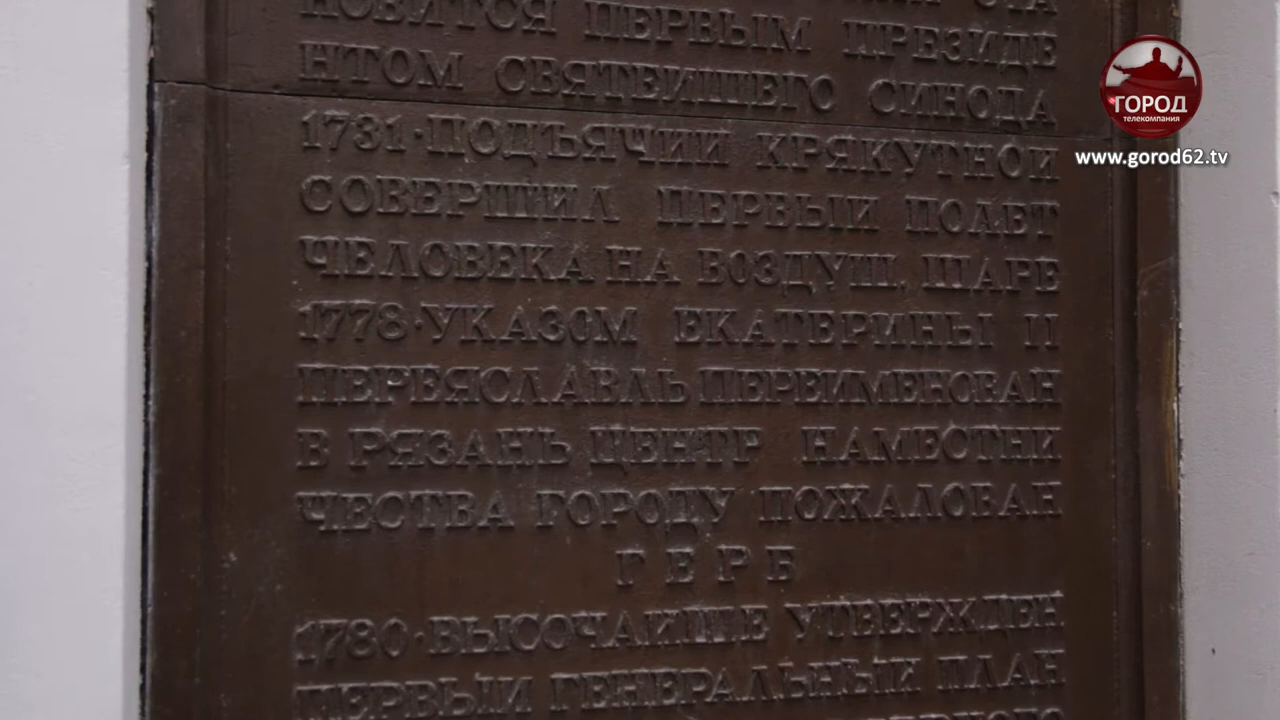 НОВИТСЯ ПЕРВЫМ ПРЕЗИДЕ
НТОМ СВЯТЕЙШЕГО СИНОДА
1731·ПОДЪЯЧИЙ КРЯКУТНОЙ
СОВЕРШИЛ ПЕРВЫЙ ПОЛЕТ
ЧЕЛОВЕКА НА ВОЗДУШ. ШАРЕ
1778·УКАЗОМ ЕКАТЕРИНЫ II
ПЕРЕЯСЛАВЛЬ ПЕРЕИМЕНОВАН
В РЯЗАНЬ ЦЕНТР НАМЕСТНИ
ЧЕСТВА ГОРОДУ ПОЖАЛОВАН
ГЕРБ
1780·ВЫСОЧАЙШЕ УТВЕРЖДЕН
ПЕРВЫЙ ГЕНЕРАЛЬНЫЙ ПЛАН
ГОРОД
ТЕЛЕКОМПАНИЯ
www.gorod62.tv